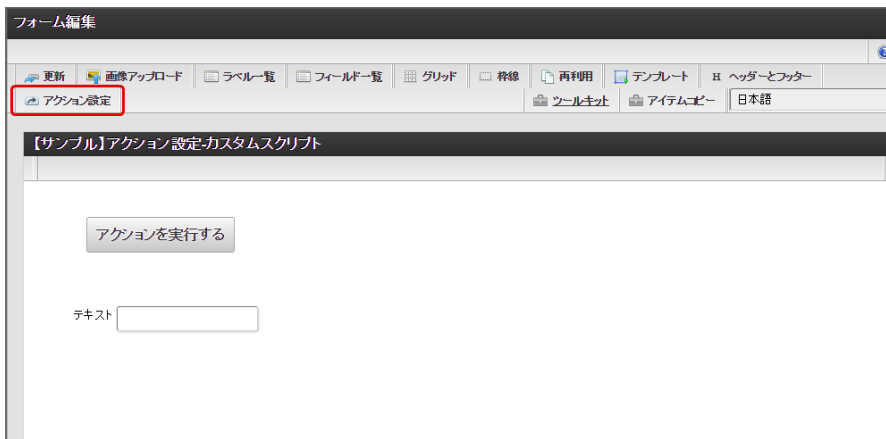 フォーム編集
更新 画像アップロード ラベル一覧 フィールド一覧 グリッド 枠線 再利用 テンプレート H ヘッダーとフッター
アクション設定 ツールキット アイテムコピー 日本語
【サンプル】アクション設定-カスタムスクリプト
アクションを実行する
テキスト